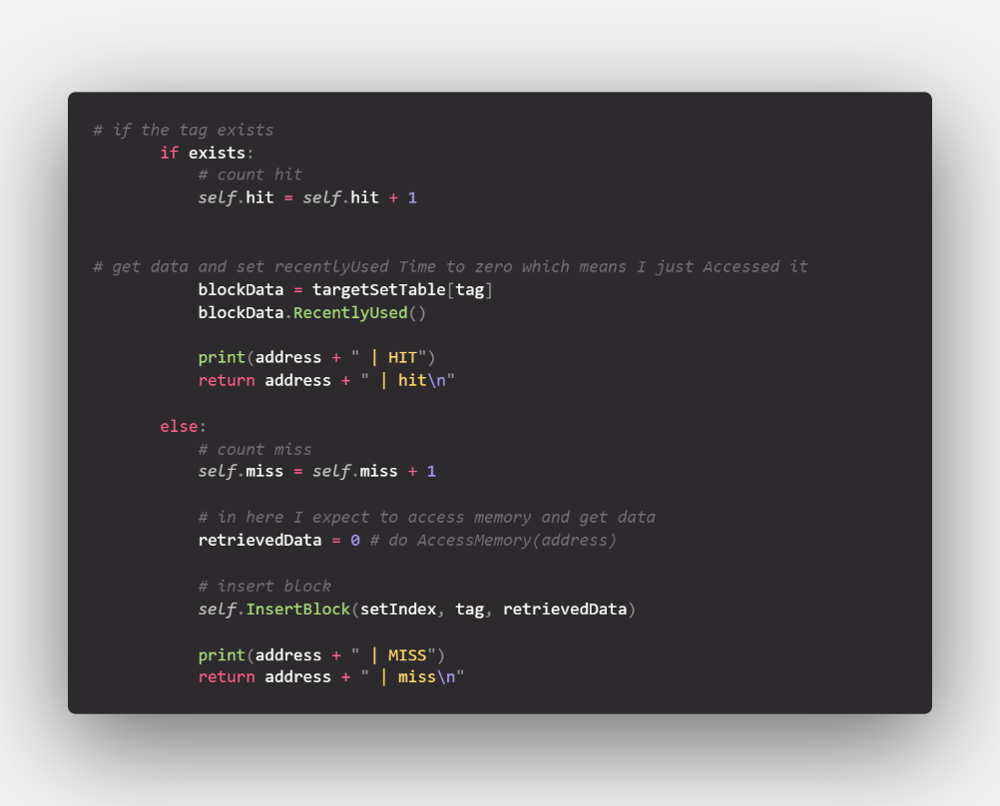 # if the tag exists
if exists:
# count hit
self.hit = self.hit + 1
# get data and set recentlyUsed Time to zero which means I just Accessed it
blockData = targetSetTable[tag]
blockData.RecentlyUsed()
print(address + " | HIT")
return address + " | hit\n"
else:
# count miss
self.miss = self.miss + 1
# in here I expect to access memory and get data
retrievedData = 0 # do AccessMemory(address)
# insert block
self.InsertBlock(setIndex, tag, retrievedData)
print(address + " | MISS")
return address + " | miss\n"